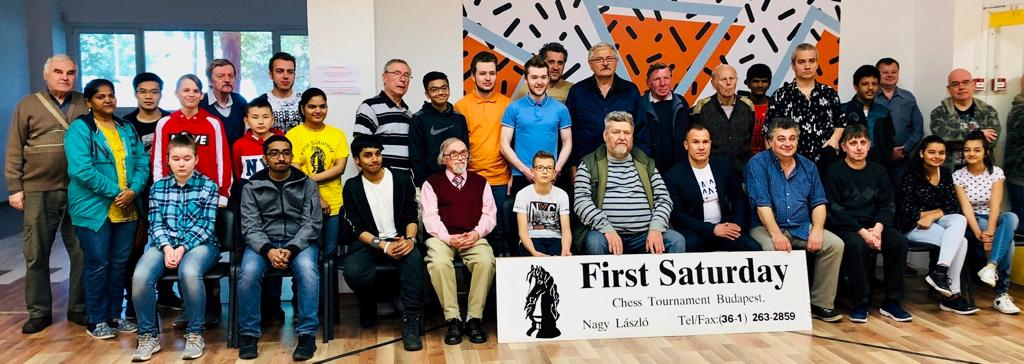 First Saturday
Chess Tournament Budapest,
Nagy László Tel/Fax:(36-1) 263-2859